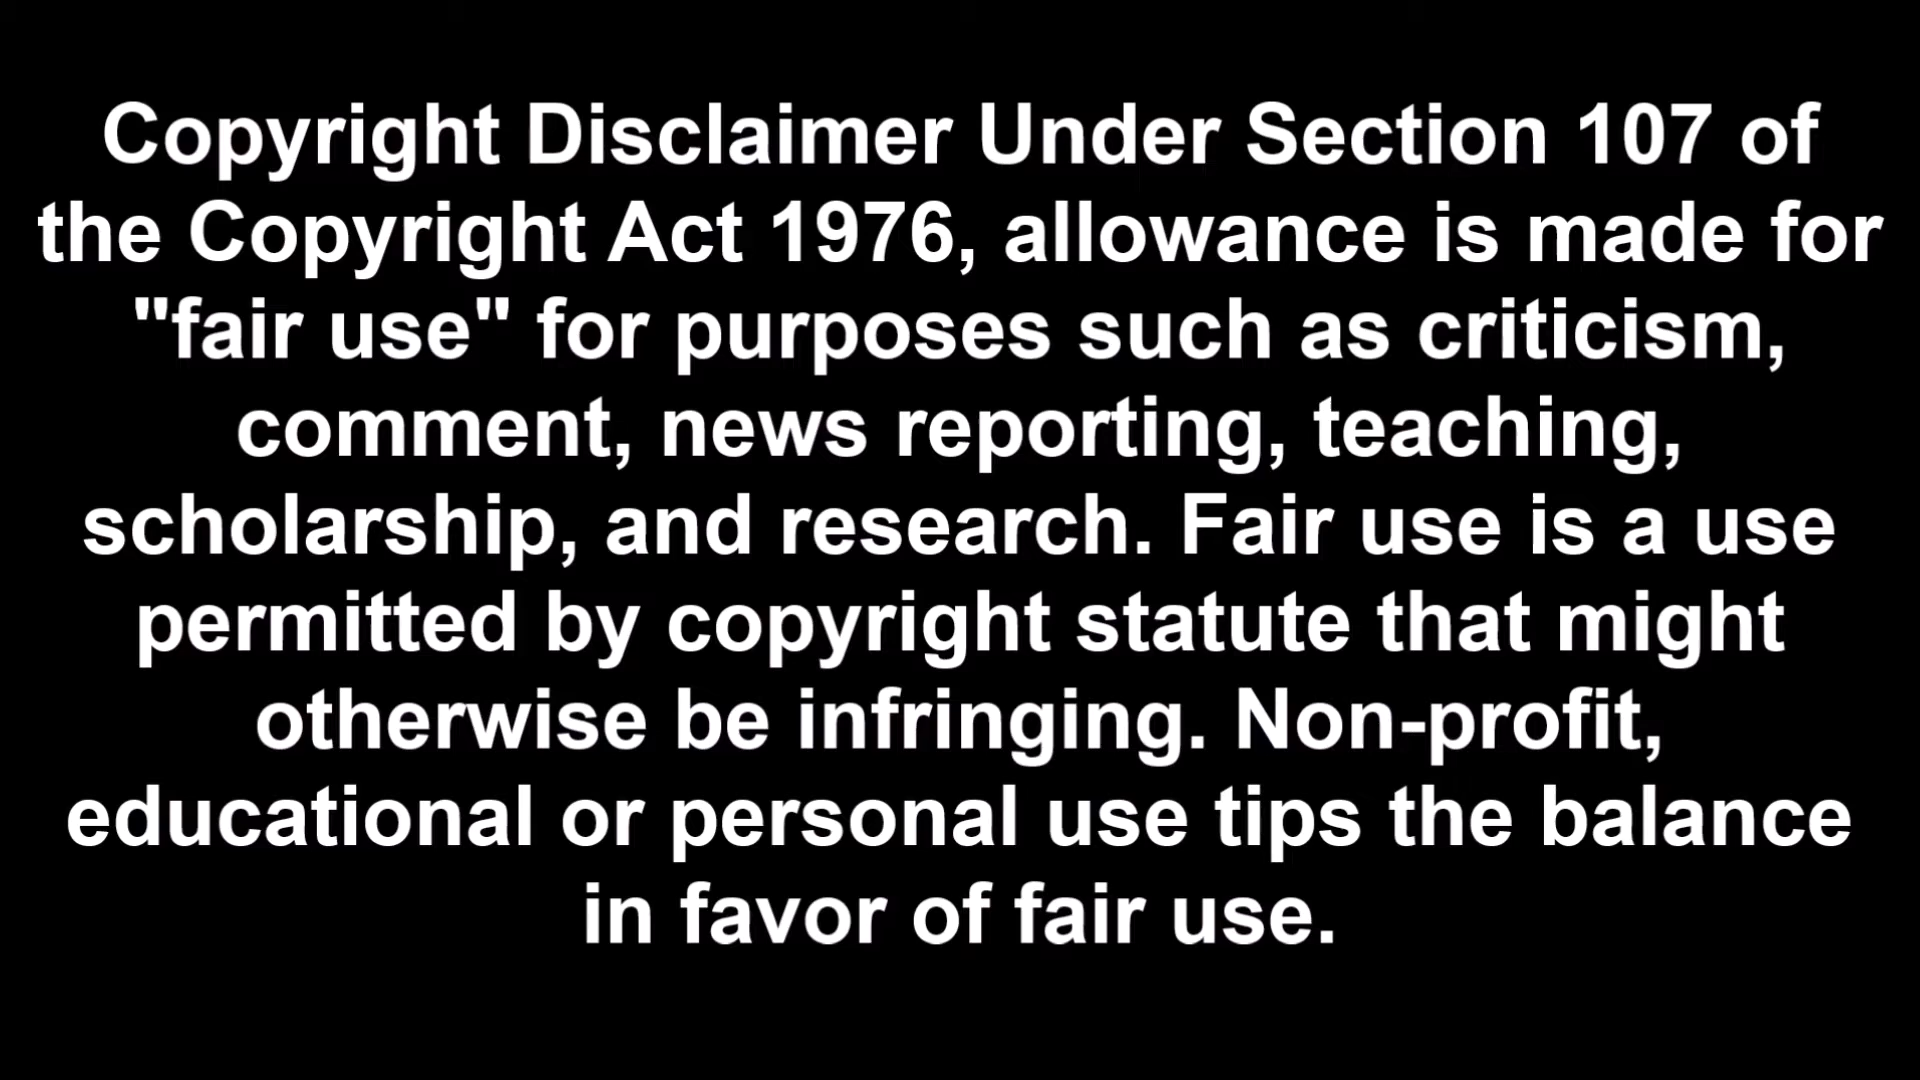 Copyright Disclaimer Under Section 107 of
the Copyright Act 1976, allowance is made for
"fair use" for purposes such as criticism,
comment, news reporting, teaching,
scholarship, and research. Fair use is a use
permitted by copyright statute that might
otherwise be infringing. Non-profit,
educational or personal use tips the balance
in favor of fair use.